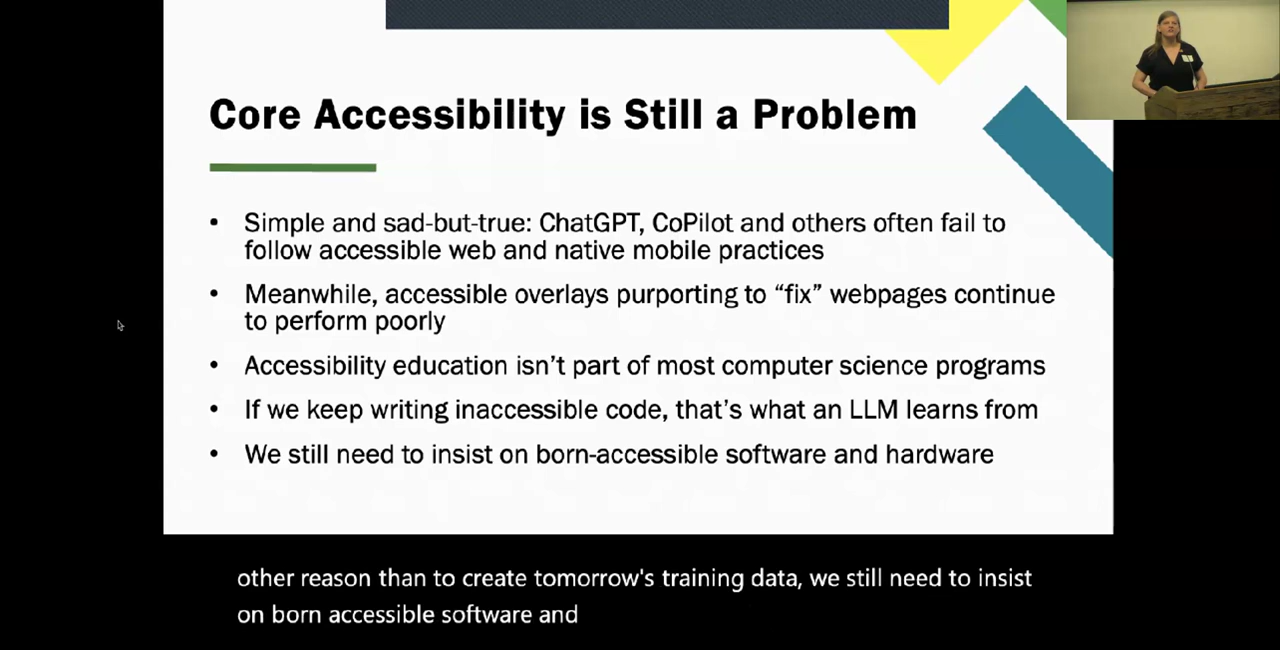 Core Accessibility is Still a Problem
• Simple and sad-but-true: ChatGPT, CoPilot and others often fail to
follow accessible web and native mobile practices
• Meanwhile, accessible overlays purporting to “fix” webpages continue
to perform poorly
• Accessibility education isn’t part of most computer science programs
• If we keep writing inaccessible code, that’s what an LLM learns from
• We still need to insist on born-accessible software and hardware
other reason than to create tomorrow's training data, we still need to insist
on born accessible software and